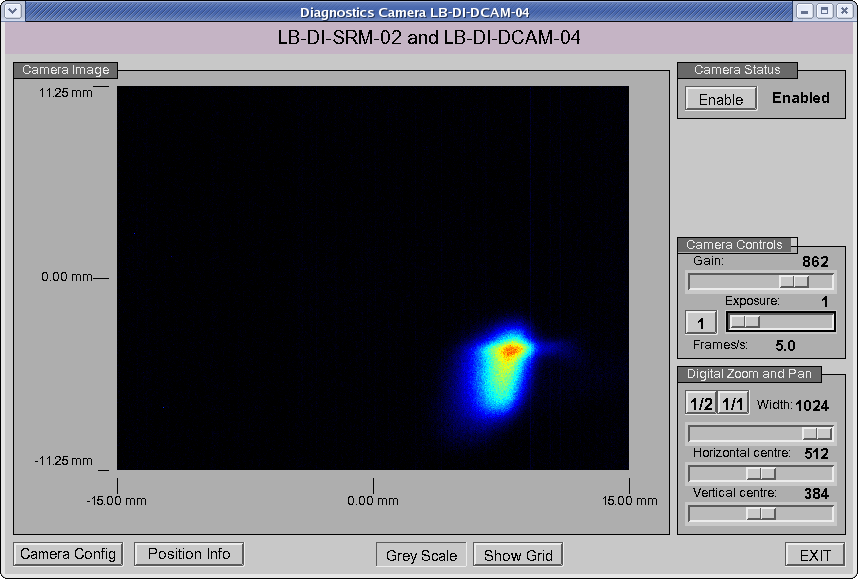 Diagnostics Camera LB-DI-DCAM-04
LB-DI-SRM-02 and LB-DI-DCAM-04
Camera Image
11.25 mm
0.00 mm
-11.25 mm
-15.00 mm 0.00 mm 15.00 mm
Camera Status
Enable Enabled
Camera Controls
Gain: 862
Exposure: 1
1
Frames/s: 5.0
Digital Zoom and Pan
1/2 1/1 Width: 1024
Horizontal centre: 512
Vertical centre: 384
Camera Config Position Info Grey Scale Show Grid EXIT